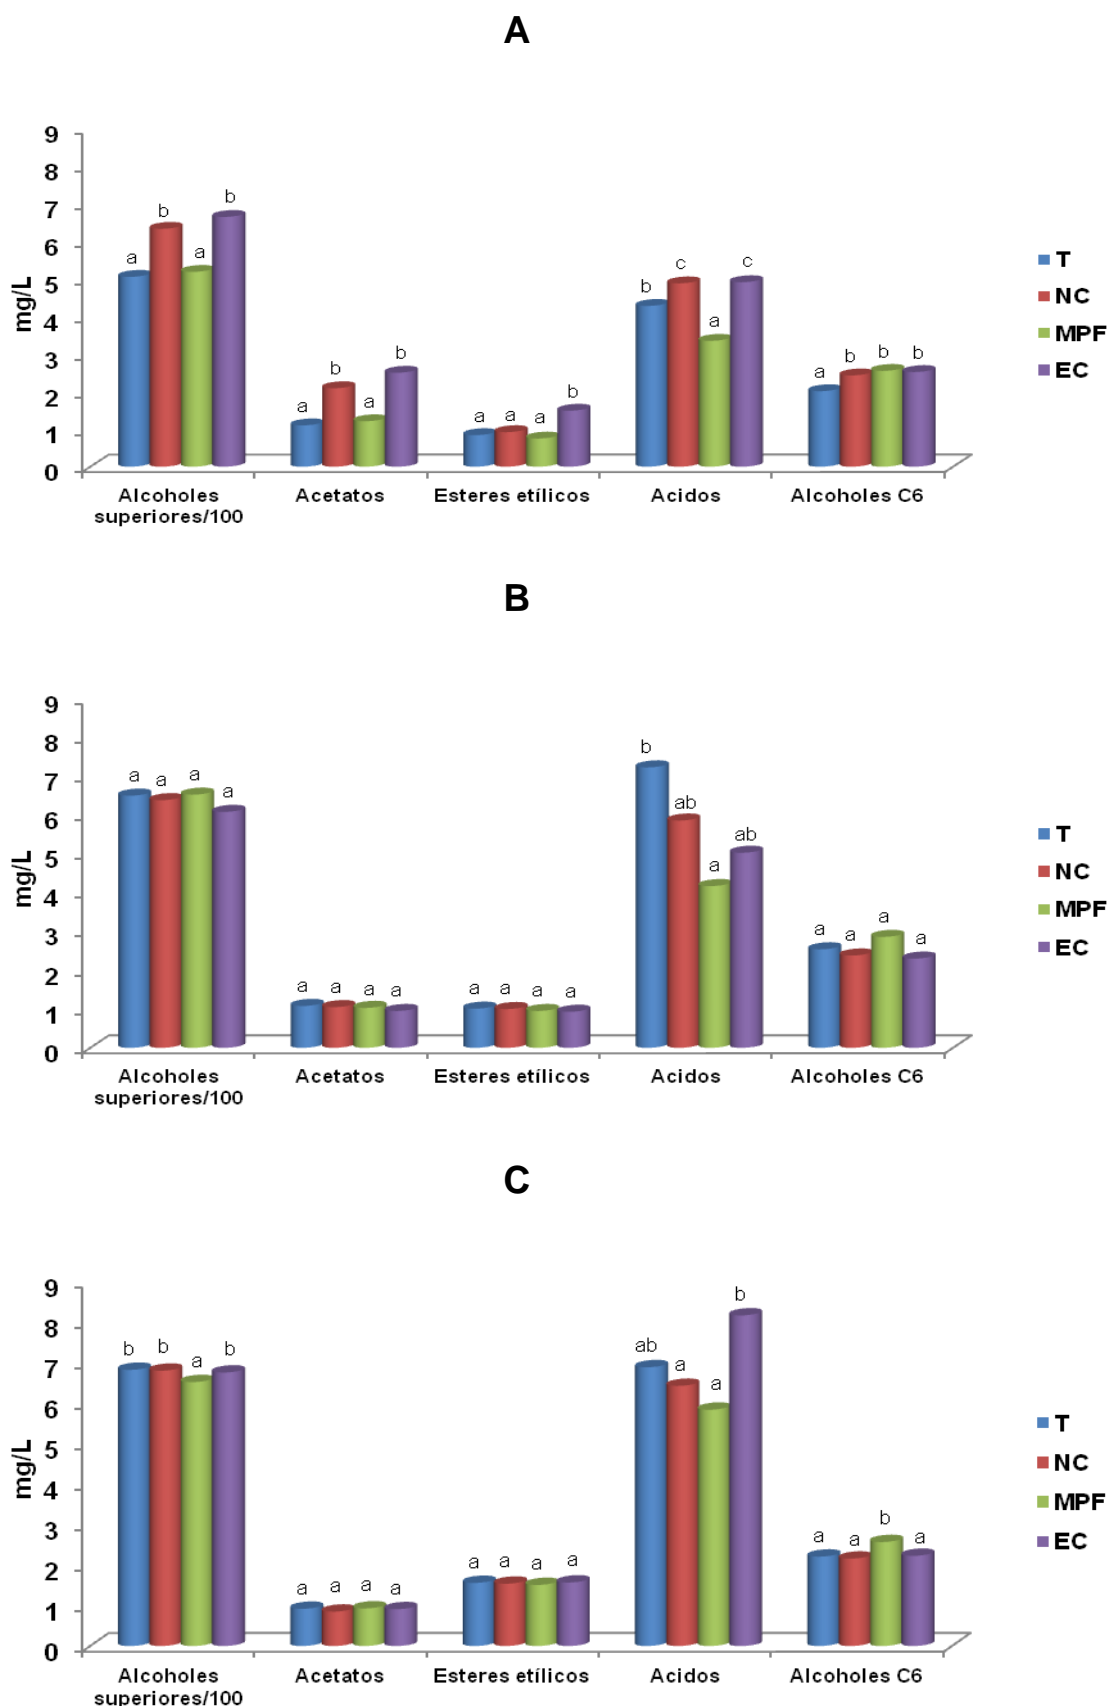 A
9
8
7
6
5
4
3
2
1
0
mg/L
a b a b
a b a b
a a a b
b c a c
a b b b
Alcoholes
superiores/100
Acetatos
Esteres etílicos
Acidos
Alcoholes C6
T
NC
MPF
EC
B
9
8
7
6
5
4
3
2
1
0
mg/L
a a a a
a a a a
a a a a
b ab a ab
a a a a
Alcoholes
superiores/100
Acetatos
Esteres etílicos
Acidos
Alcoholes C6
T
NC
MPF
EC
C
9
8
7
6
5
4
3
2
1
0
mg/L
b b a b
a a a a
a a a a
ab a a b
a a b a
Alcoholes
superiores/100
Acetatos
Esteres etílicos
Acidos
Alcoholes C6
T
NC
MPF
EC